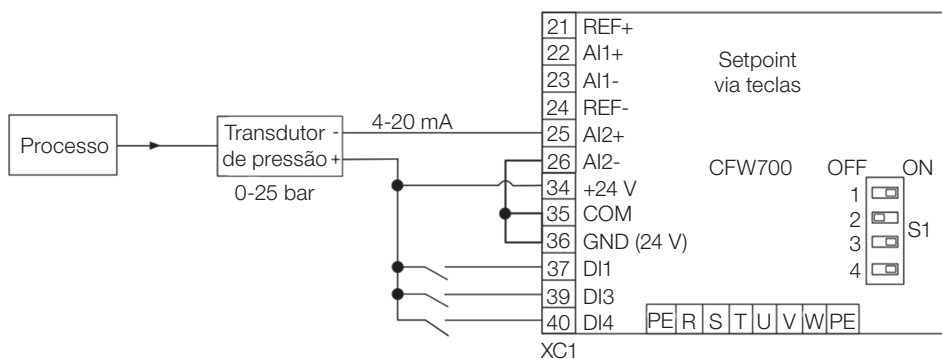 Processo
Transdutor -
de pressão +
0-25 bar
4-20 mA
21 REF+
22 AI1+
23 AI1-
24 REF-
25 AI2+
26 AI2-
34 +24 V
35 COM
36 GND (24 V)
37 DI1
39 DI3
40 DI4
XC1
Setpoint
via teclas
CFW700
OFF ON
1
2
3
4
S1
PE R S T U V W PE